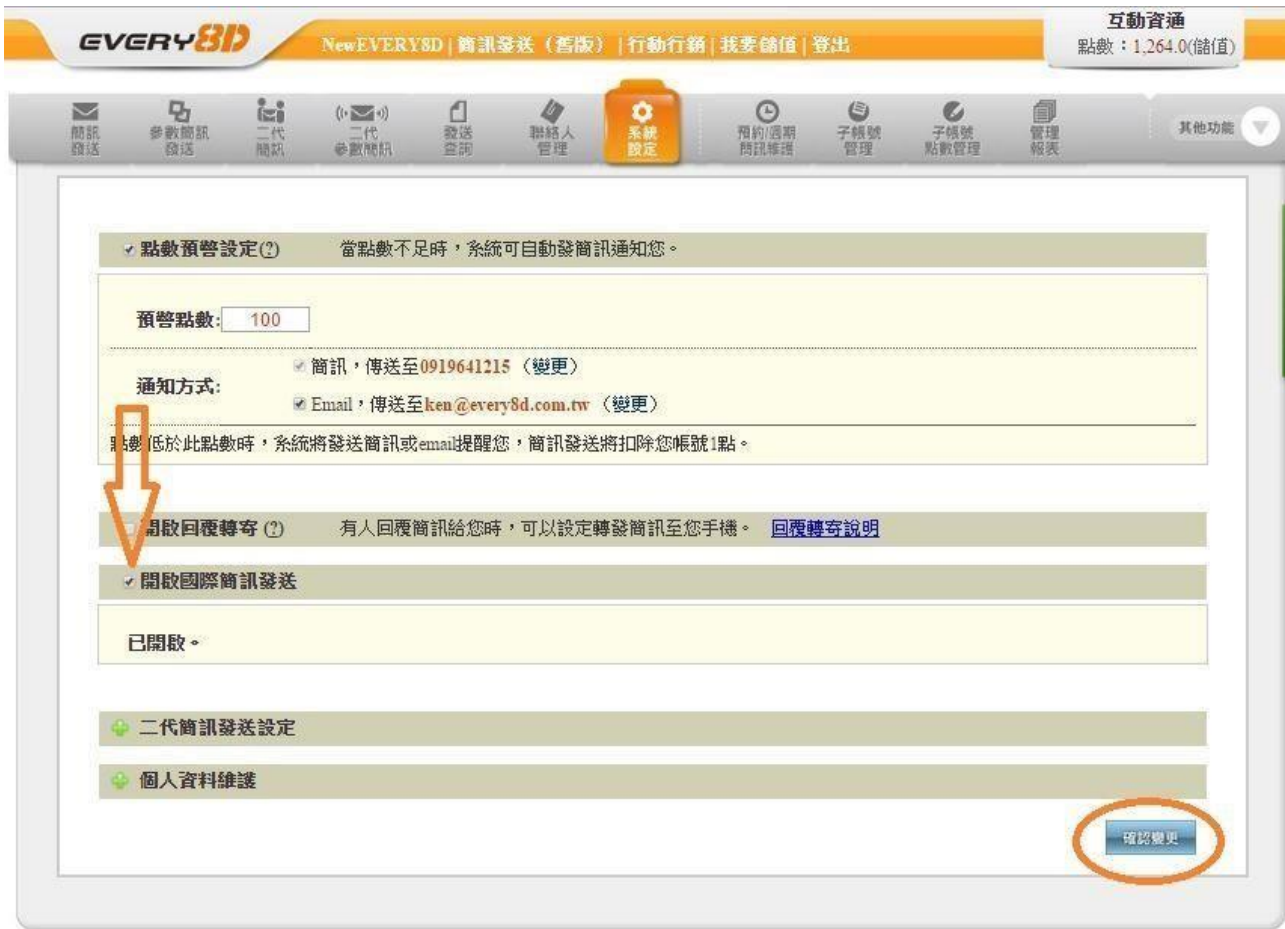 EVERY8D
NewEVERY8D | 簡訊發送（舊版） | 行動行銷 | 我要儲值 | 登出
互動資通
點數：1,264.0(儲值)
簡訊
發送
參數簡訊
發送
二代
簡訊
二代
參數簡訊
發送
查詢
聯絡人
管理
系統
設定
預約/週期
簡訊維護
子帳號
管理
子帳號
點數管理
管理
報表
其他功能
點數預警設定(?) 當點數不足時，系統可自動發簡訊通知您。
預警點數: 100
通知方式:
簡訊，傳送至0919641215（變更）
Email，傳送至ken@every8d.com.tw（變更）
點數低於此點數時，系統將發送簡訊或email提醒您，簡訊發送將扣除您帳號1點。
開啟回覆轉寄 (?) 有人回覆簡訊給您時，可以設定轉發簡訊至您手機。 回覆轉寄說明
開啟國際簡訊發送
已開啟。
二代簡訊發送設定
個人資料維護
確認變更